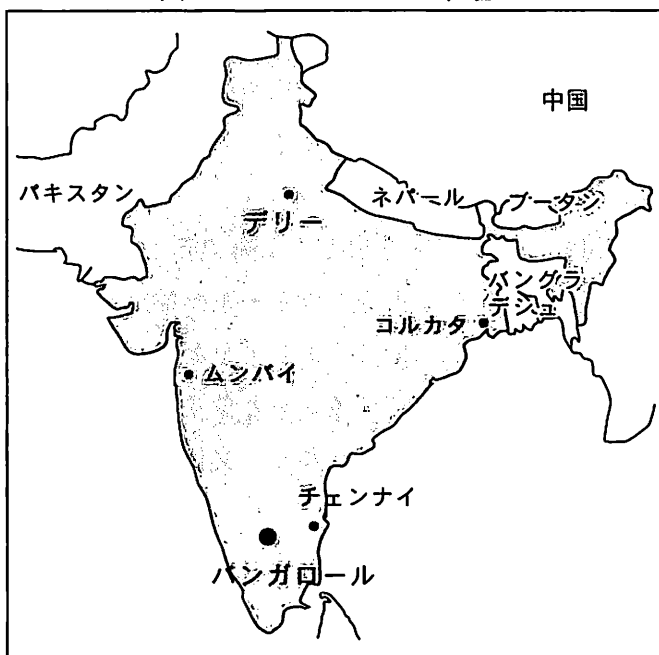 中国
パキスタン
ネパール
ブータン
デリー
バングラ
デシュ
コルカタ
ムンバイ
チェンナイ
バンガロール